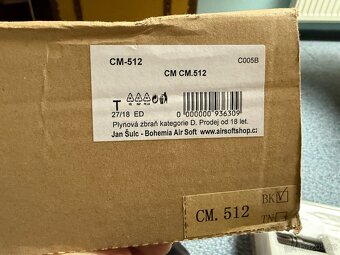 CM-512
C005B
CM CM.512
T
27/18 ED
0 000000 936309
Plynová zbraň kategorie D. Prodej od 18 let.
Jan Šulc - Bohemia Air Soft www.airsoftshop.cz
BK
CM.512
TN